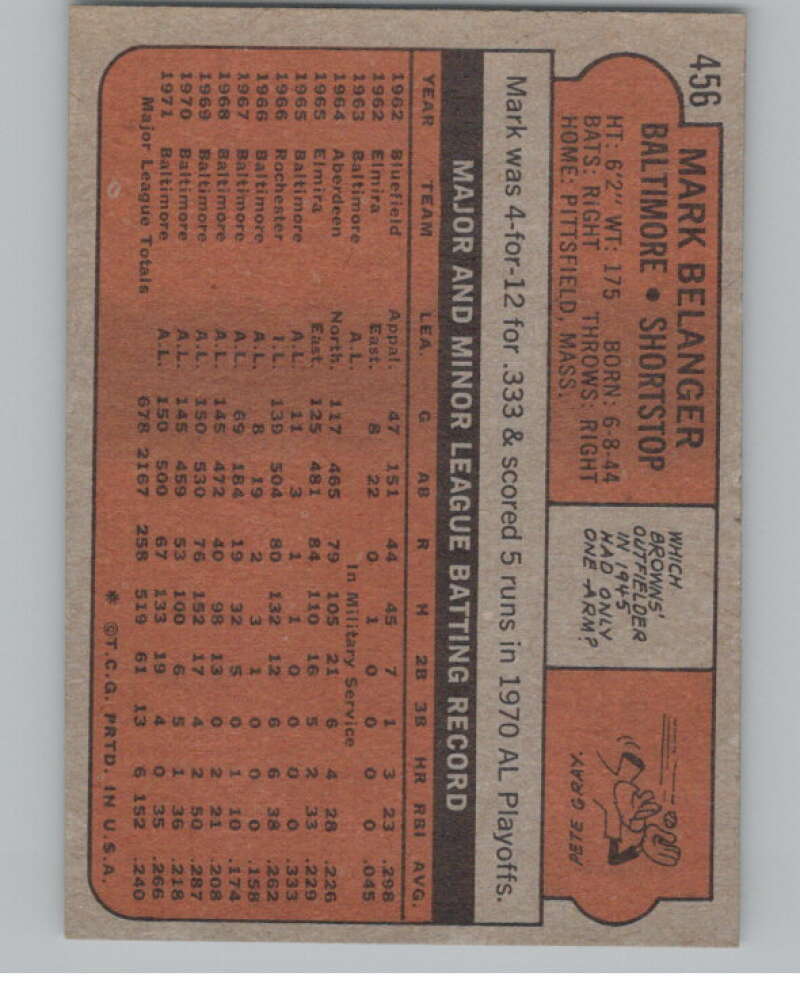 456
MARK BELANGER
BALTIMORE • SHORTSTOP
HT: 6'2" WT: 175 BORN: 6-8-44
BATS: RIGHT THROWS: RIGHT
HOME: PITTSFIELD, MASS.
WHICH
BROWNS'
OUTFIELDER
IN 1945
HAD ONLY
ONE ARM?
PETE GRAY.
Mark was 4-for-12 for .333 & scored 5 runs in 1970 AL Playoffs.
MAJOR AND MINOR LEAGUE BATTING RECORD
YEAR TEAM LEA. G AB R H 2B 3B HR RBI AVG.
1962 Bluefield Appal. 47 151 44 45 7 1 3 23 .298
1962 Elmira East. 8 22 0 1 0 0 0 0 .045
1963 Baltimore A.L. In Military Service
1964 Aberdeen North. 117 465 79 105 21 6 4 28 .226
1965 Elmira East 125 481 84 110 16 5 2 33 .229
1965 Baltimore A.L. 11 3 1 1 0 0 0 0 .333
1966 Rochester I.L. 139 504 80 132 12 6 6 38 .262
1966 Baltimore A.L. 8 19 2 3 1 0 0 0 .158
1967 Baltimore A.L. 69 184 19 32 5 0 1 10 .174
1968 Baltimore A.L. 145 472 40 98 13 0 2 21 .208
1969 Baltimore A.L. 150 530 76 152 17 4 2 50 .287
1970 Baltimore A.L. 145 459 53 100 6 5 1 36 .218
1971 Baltimore A.L. 150 500 67 133 19 4 0 35 .266
Major League Totals 678 2167 258 519 61 13 6 152 .240
* ©T.C.G. PRTD. IN U.S.A.